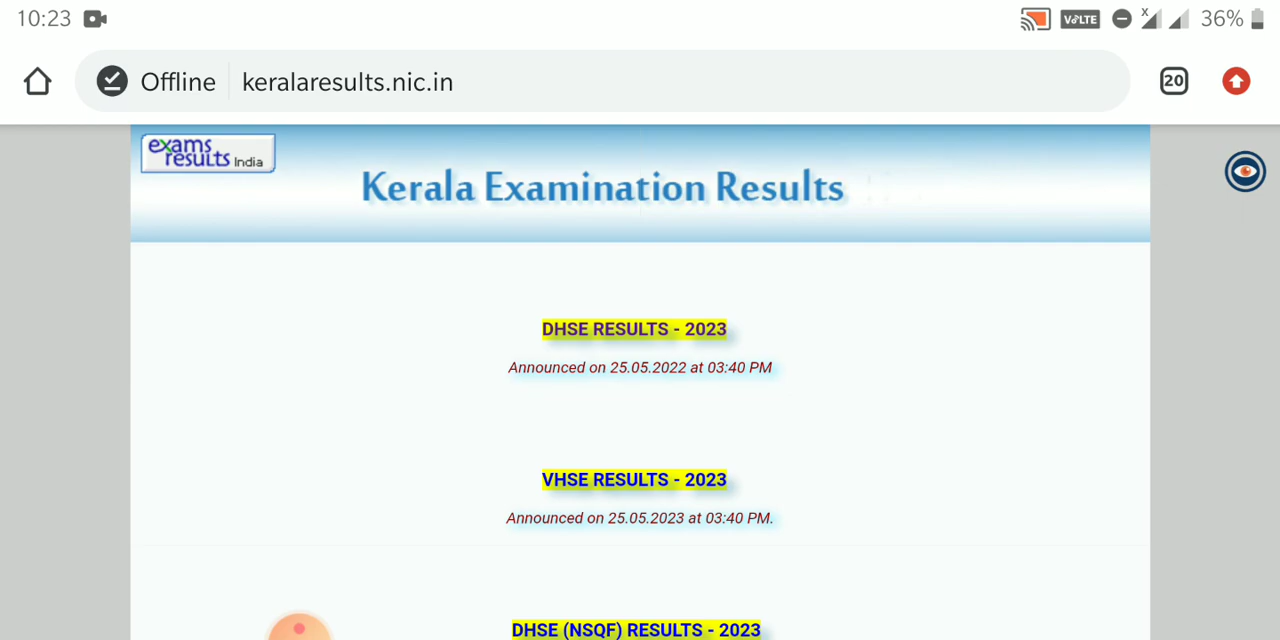 10:23
VoLTE
x
36%
Offline
keralaresults.nic.in
20
exams
results India
Kerala Examination Results
DHSE RESULTS - 2023
Announced on 25.05.2022 at 03:40 PM
VHSE RESULTS - 2023
Announced on 25.05.2023 at 03:40 PM.
DHSE (NSQF) RESULTS - 2023